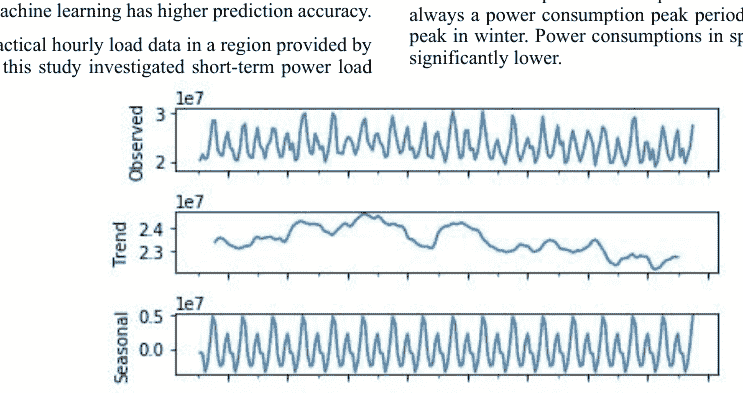 achine learning has higher prediction accuracy.
actical hourly load data in a region provided by
this study investigated short-term power load
always a power consumption peak period
peak in winter. Power consumptions in sp
significantly lower.
1e7
Observed
3
2
1e7
Trend
2.4
2.3
1e7
Seasonal
0.5
0.0